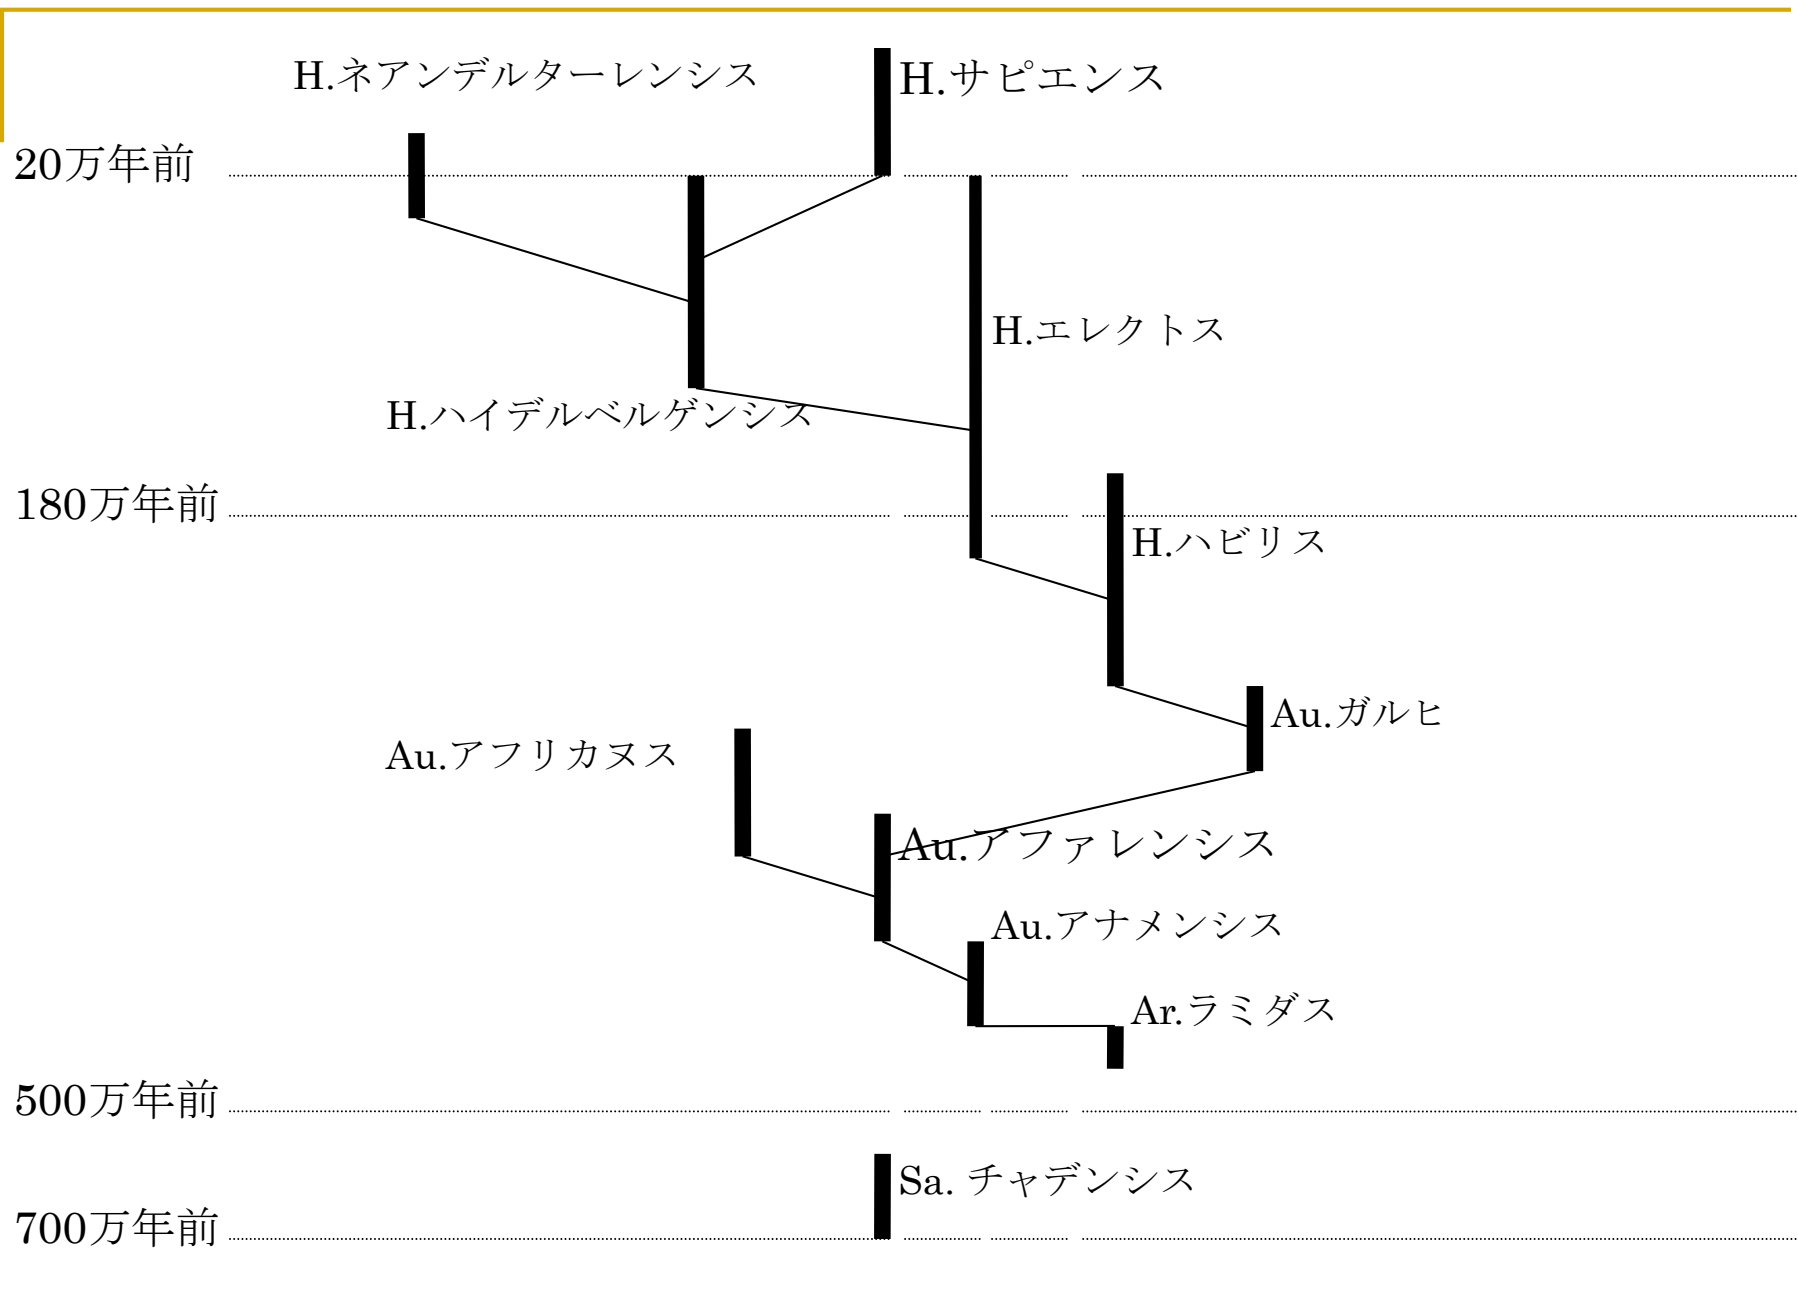 H.ネアンデルターレンシス
H.サピエンス
20万年前
H.エレクトス
H.ハイデルベルゲンシス
180万年前
H.ハビリス
Au.ガルヒ
Au.アフリカヌス
Au.アファレンシス
Au.アナメンシス
Ar.ラミダス
500万年前
Sa. チャデンシス
700万年前